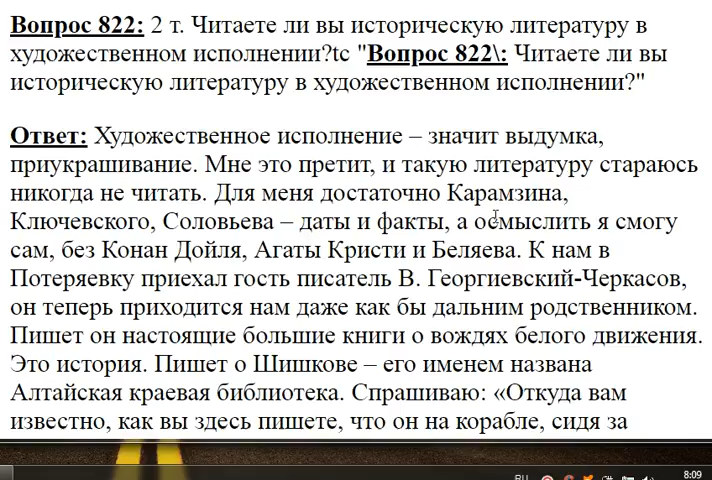 Вопрос 822: 2 т. Читаете ли вы историческую литературу в
художественном исполнении?tc "Вопрос 822\: Читаете ли вы
историческую литературу в художественном исполнении?"
Ответ: Художественное исполнение – значит выдумка,
приукрашивание. Мне это претит, и такую литературу стараюсь
никогда не читать. Для меня достаточно Карамзина,
Ключевского, Соловьева – даты и факты, а осмыслить я смогу
сам, без Конан Дойля, Агаты Кристи и Беляева. К нам в
Потеряевку приехал гость писатель В. Георгиевский-Черкасов,
он теперь приходится нам даже как бы дальним родственником.
Пишет он настоящие большие книги о вождях белого движения.
Это история. Пишет о Шишкове – его именем названа
Алтайская краевая библиотека. Спрашиваю: «Откуда вам
известно, как вы здесь пишете, что он на корабле, сидя за
RU
8:09